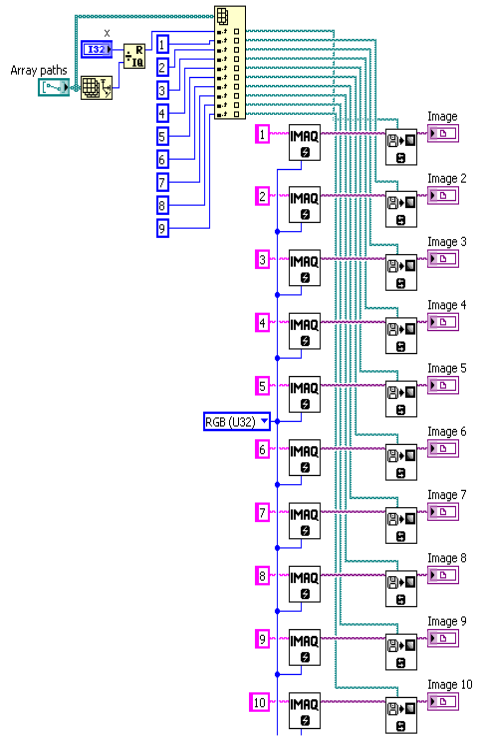 x
I32
R
IQ
Array paths
1
2
3
4
5
6
7
8
9
Image
1
IMAQ
Image 2
2
IMAQ
Image 3
3
IMAQ
Image 4
4
IMAQ
Image 5
5
IMAQ
RGB (U32)
Image 6
6
IMAQ
Image 7
7
IMAQ
Image 8
8
IMAQ
Image 9
9
IMAQ
Image 10
10
IMAQ